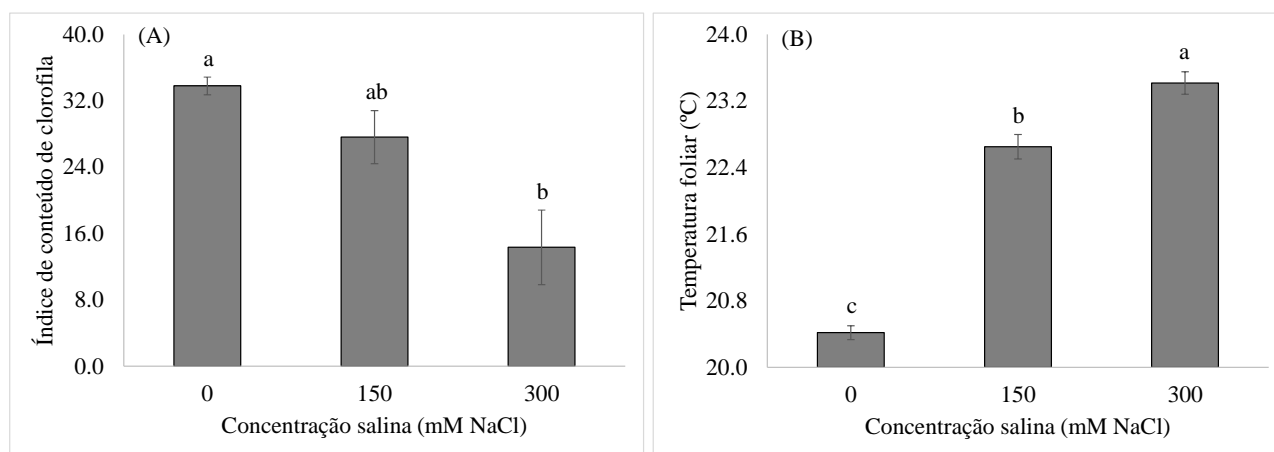 (A)
Índice de conteúdo de clorofila
40.0
32.0
24.0
16.0
8.0
0.0
a
ab
b
0 150 300
Concentração salina (mM NaCl)
(B)
Temperatura foliar (ºC)
24.0
23.2
22.4
21.6
20.8
20.0
c
b
a
0 150 300
Concentração salina (mM NaCl)